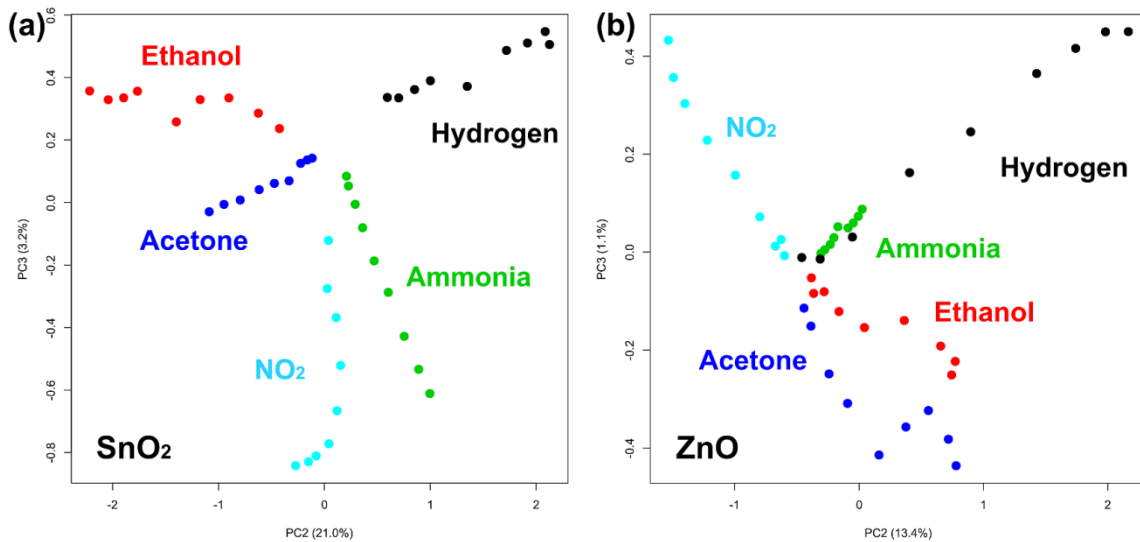 (a)
0.6
0.4
0.2
0.0
-0.2
-0.4
-0.6
-0.8
PC3 (3.2%)
Ethanol
Hydrogen
Acetone
Ammonia
NO₂
SnO₂
-2
-1
0
1
2
PC2 (21.0%)
(b)
0.4
0.2
0.0
-0.2
-0.4
PC3 (1.1%)
NO₂
Hydrogen
Ammonia
Ethanol
Acetone
ZnO
-1
0
1
2
PC2 (13.4%)